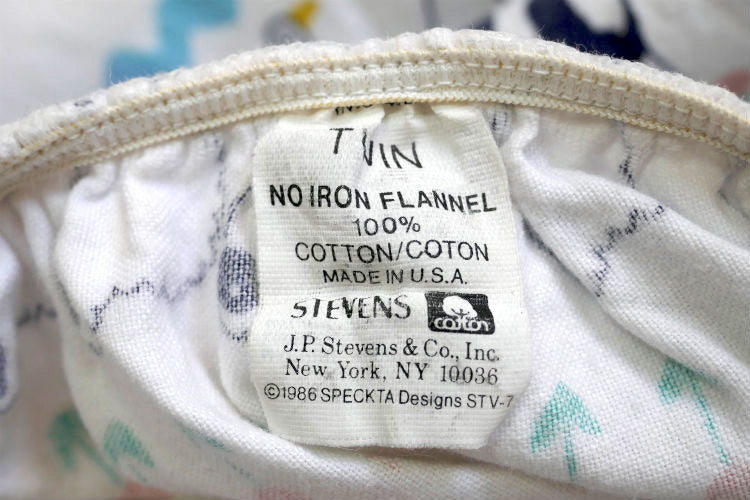 TWIN
NO IRON FLANNEL
100%
COTTON/COTON
MADE IN U.S.A.
STEVENS cotton
J.P. Stevens & Co., Inc.
New York, NY 10036
©1986 SPECKTA Designs STV-7